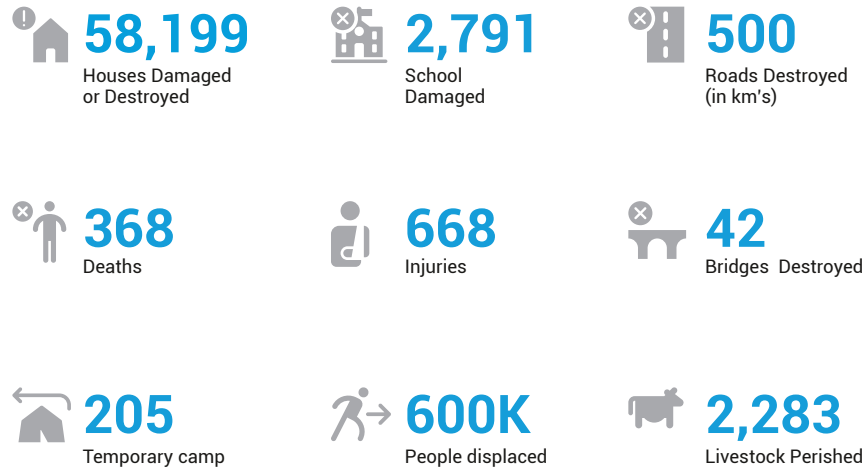 58,199
Houses Damaged
or Destroyed
2,791
School
Damaged
500
Roads Destroyed
(in km's)
368
Deaths
668
Injuries
42
Bridges  Destroyed
205
Temporary camp
600K
People displaced
2,283
Livestock Perished